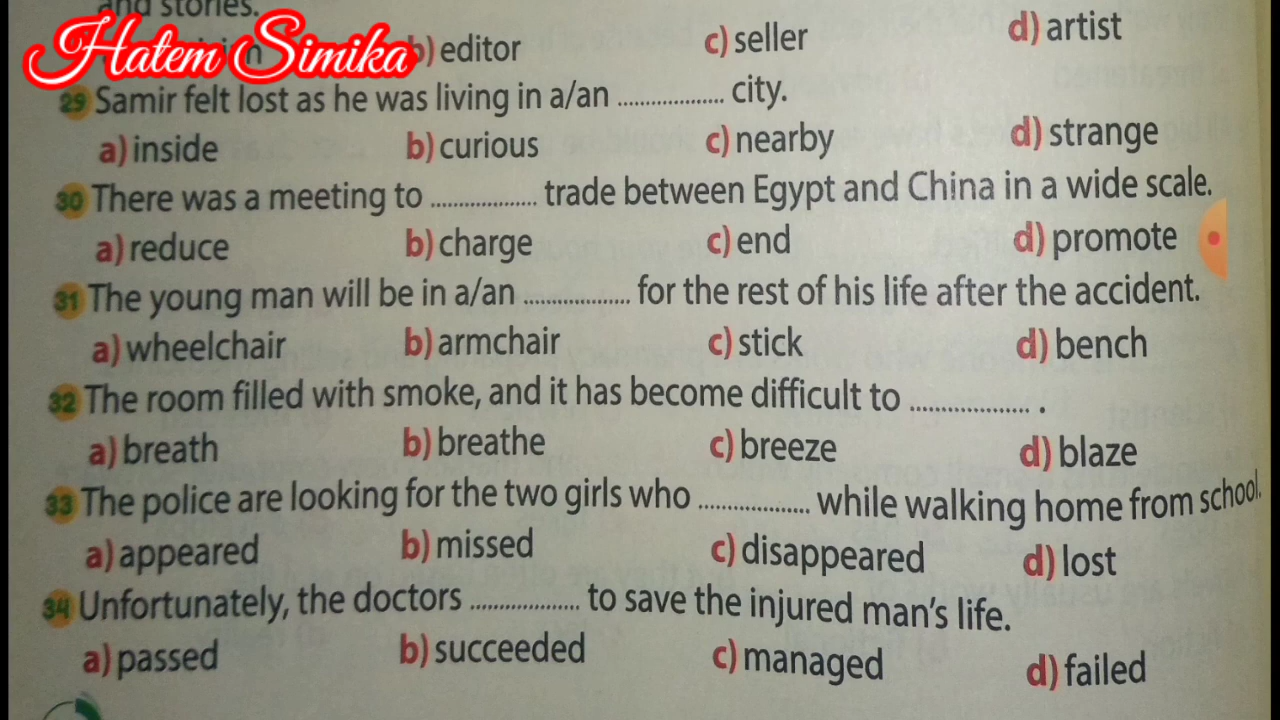 and stories.
Hatem Simika
b) editor c) seller d) artist
29 Samir felt lost as he was living in a/an .................. city.
a) inside b) curious c) nearby d) strange
30 There was a meeting to .................. trade between Egypt and China in a wide scale.
a) reduce b) charge c) end d) promote
31 The young man will be in a/an .................. for the rest of his life after the accident.
a) wheelchair b) armchair c) stick d) bench
32 The room filled with smoke, and it has become difficult to .................... .
a) breath b) breathe c) breeze d) blaze
33 The police are looking for the two girls who .................. while walking home from school.
a) appeared b) missed c) disappeared d) lost
34 Unfortunately, the doctors .................. to save the injured man's life.
a) passed b) succeeded c) managed d) failed